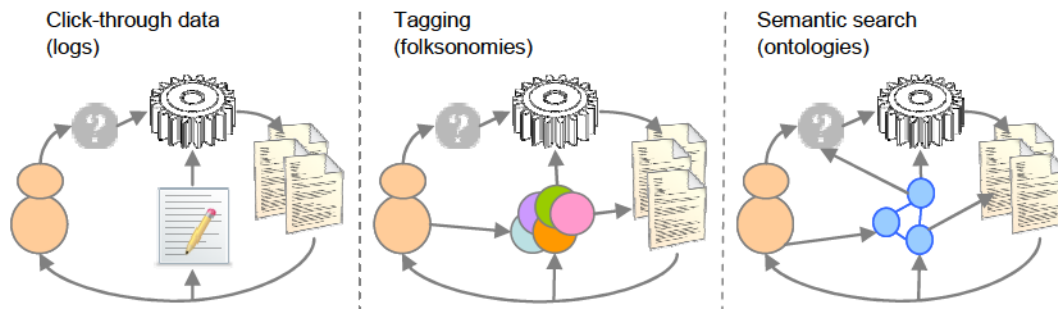 Click-through data
(logs)
Tagging
(folksonomies)
Semantic search
(ontologies)
?
?
?